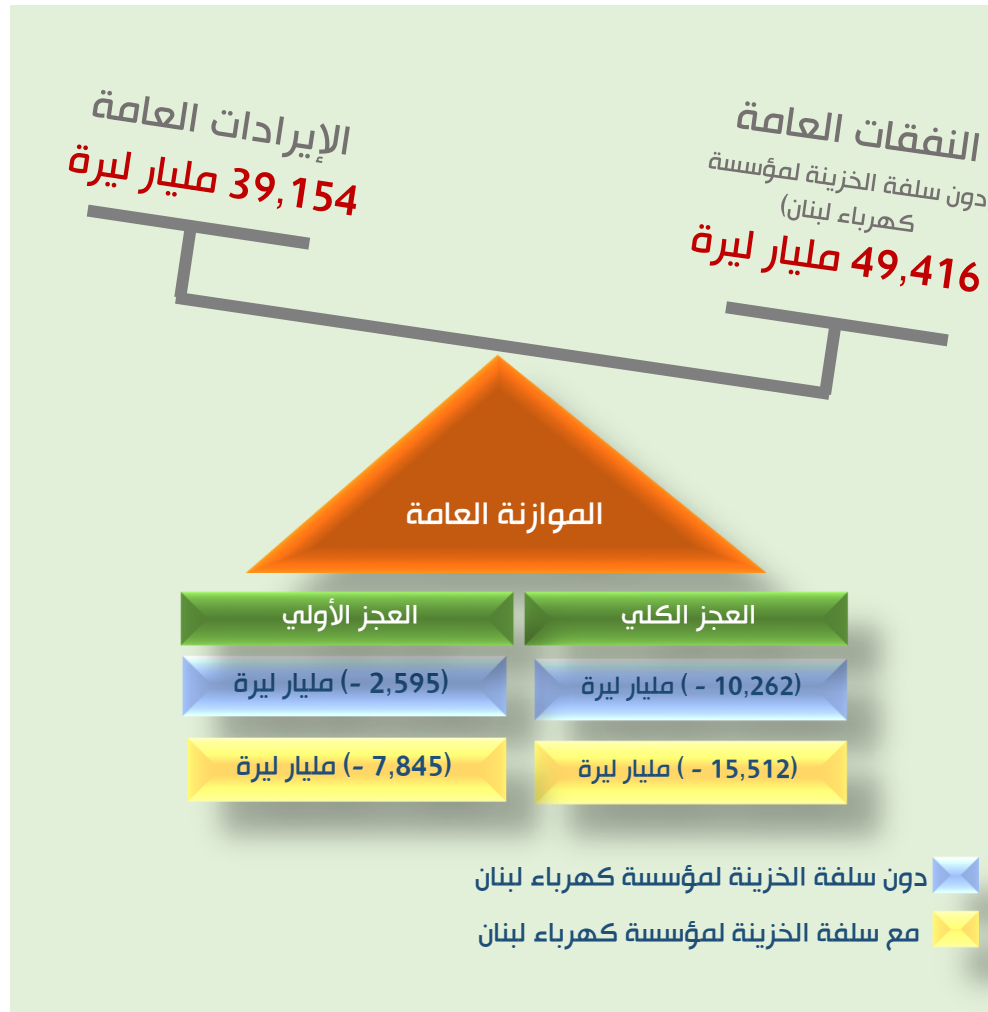 النفقات العامة
دون سلفة الخزينة لمؤسسة
كهرباء لبنان)
49,416 مليار ليرة
الإيرادات العامة
39,154 مليار ليرة
الموازنة العامة
العجز الكلي
العجز الأولي
(10,262 - ) مليار ليرة
(2,595 -) مليار ليرة
(15,512 - ) مليار ليرة
(7,845 -) مليار ليرة
دون سلفة الخزينة لمؤسسة كهرباء لبنان
مع سلفة الخزينة لمؤسسة كهرباء لبنان